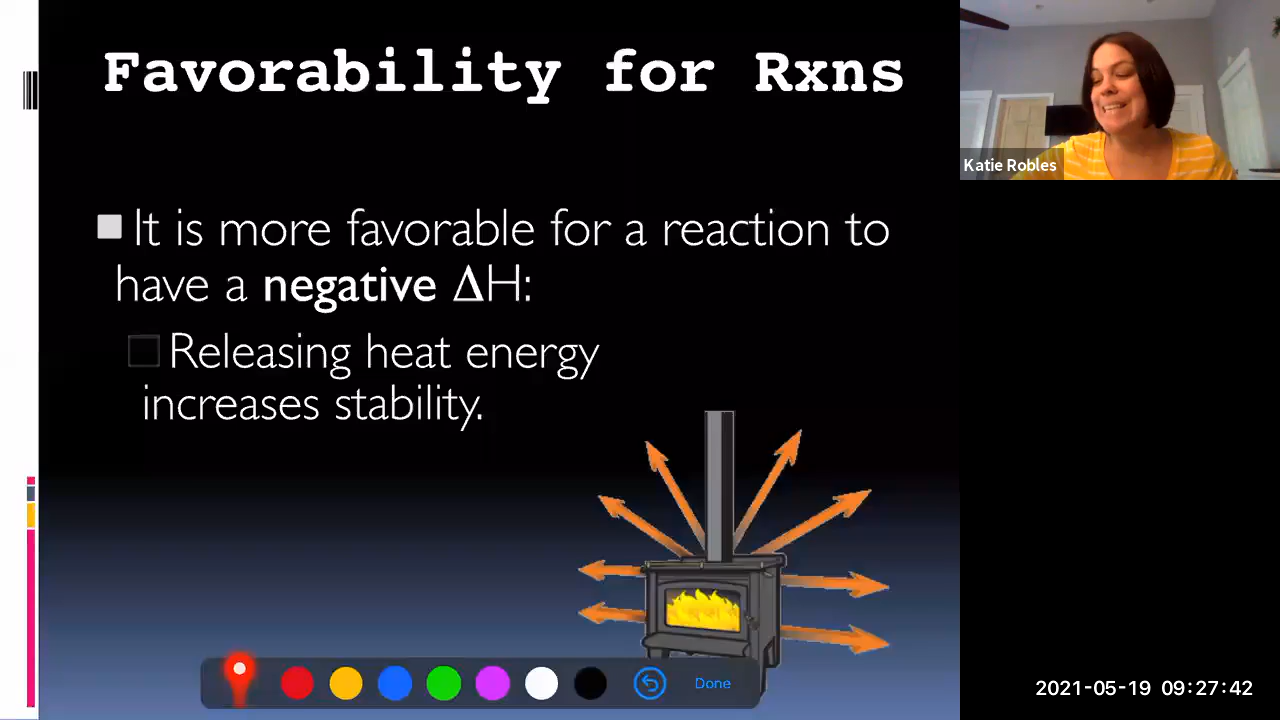 Favorability for Rxns
It is more favorable for a reaction to
have a negative ΔH:
Releasing heat energy
increases stability.
Done
Katie Robles
2021-05-19 09:27:42